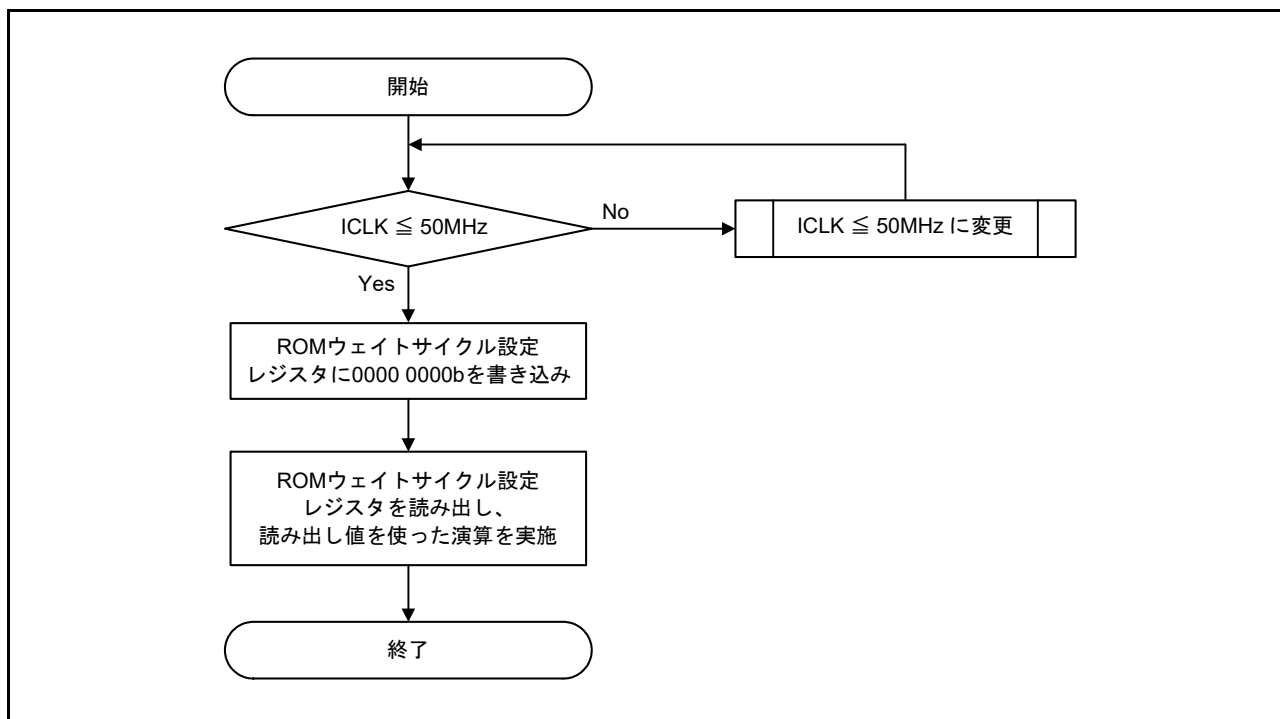 開始
ICLK ≦ 50MHz
No
ICLK ≦ 50MHz に変更
Yes
ROMウェイトサイクル設定
レジスタに0000 0000bを書き込み
ROMウェイトサイクル設定
レジスタを読み出し、
読み出し値を使った演算を実施
終了